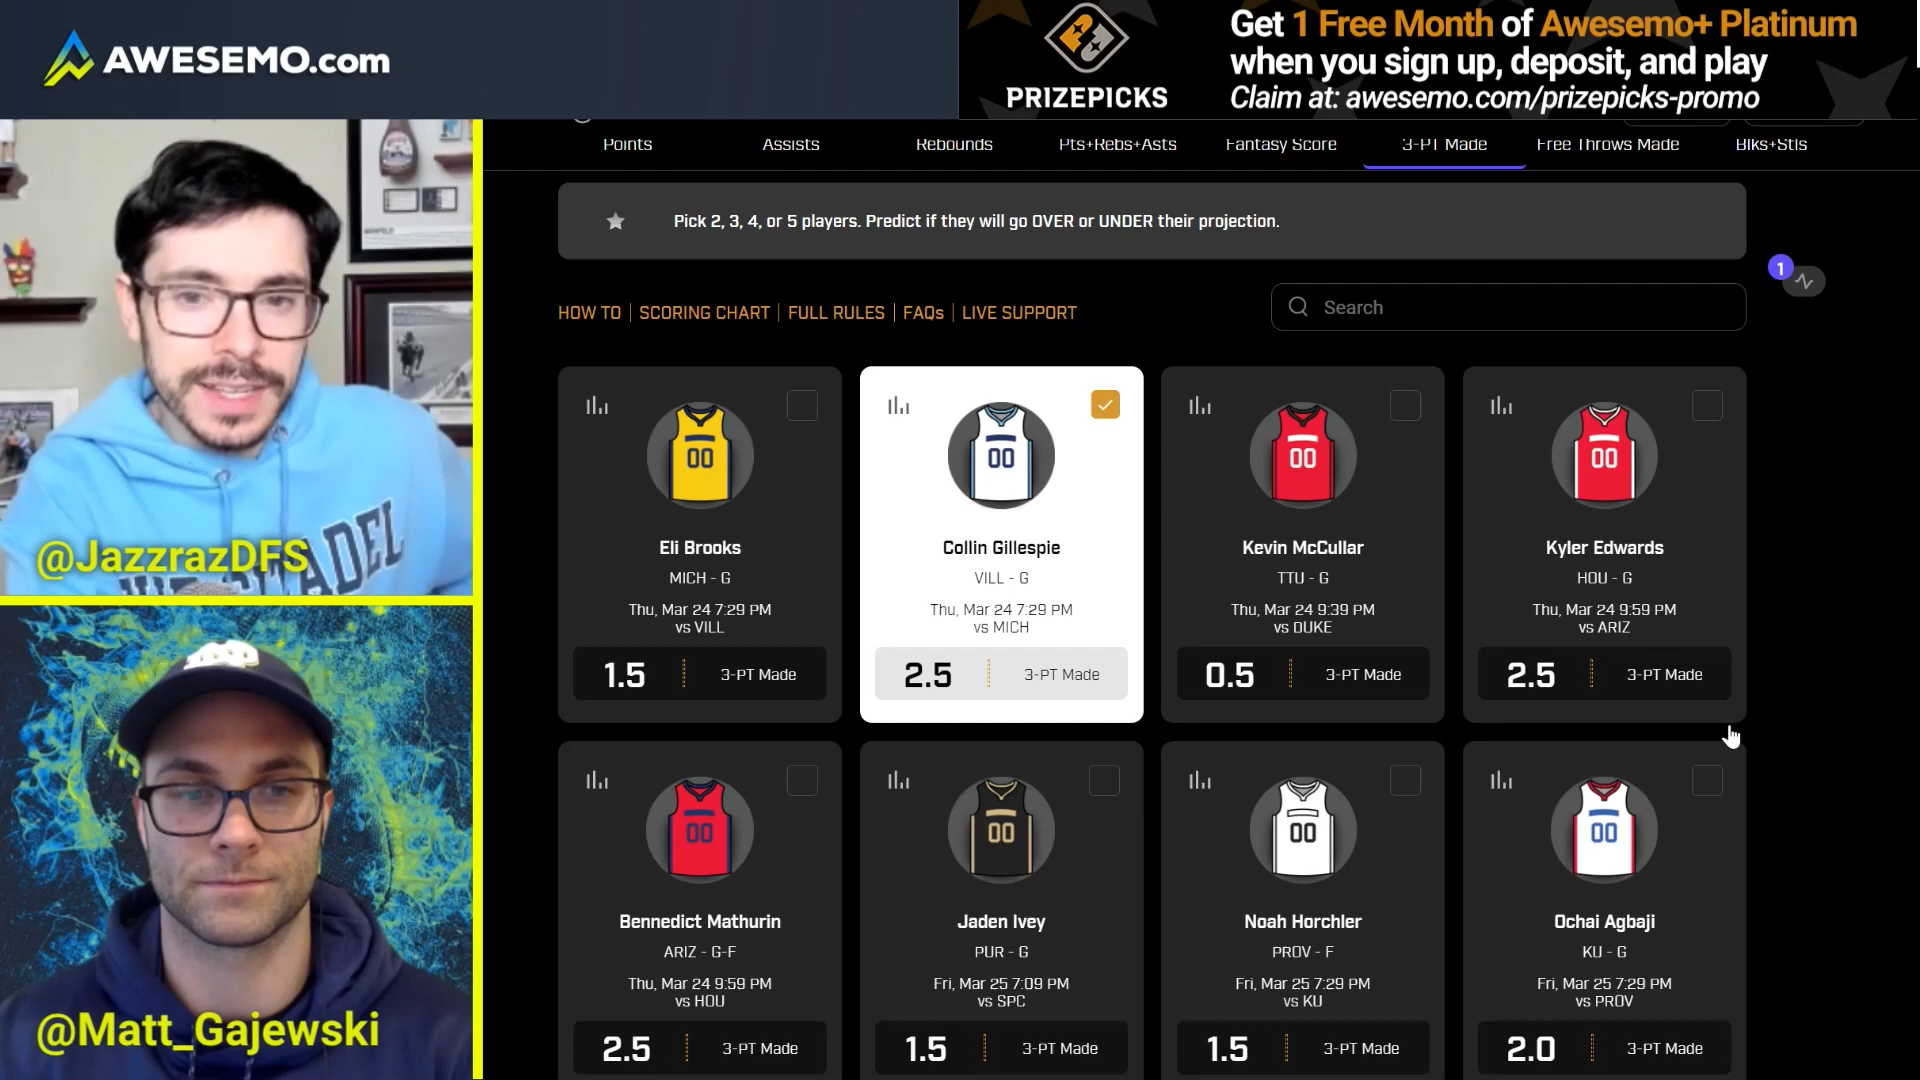 AWESEMO.com
PRIZEPICKS
Get 1 Free Month of Awesemo+ Platinum
when you sign up, deposit, and play
Claim at: awesemo.com/prizepicks-promo
Points
Assists
Rebounds
Pts+Rebs+Asts
Fantasy Score
3-PT Made
Free Throws Made
Blks+Stls
Pick 2, 3, 4, or 5 players. Predict if they will go OVER or UNDER their projection.
1
HOW TO | SCORING CHART | FULL RULES | FAQs | LIVE SUPPORT
Search
00
Eli Brooks
MICH - G
Thu, Mar 24 7:29 PM
vs VILL
1.5
3-PT Made
00
Collin Gillespie
VILL - G
Thu, Mar 24 7:29 PM
vs MICH
2.5
3-PT Made
00
Kevin McCullar
TTU - G
Thu, Mar 24 9:39 PM
vs DUKE
0.5
3-PT Made
00
Kyler Edwards
HOU - G
Thu, Mar 24 9:59 PM
vs ARIZ
2.5
3-PT Made
00
Bennedict Mathurin
ARIZ - G-F
Thu, Mar 24 9:59 PM
vs HOU
2.5
3-PT Made
00
Jaden Ivey
PUR - G
Fri, Mar 25 7:09 PM
vs SPC
1.5
3-PT Made
00
Noah Horchler
PROV - F
Fri, Mar 25 7:29 PM
vs KU
1.5
3-PT Made
00
Ochai Agbaji
KU - G
Fri, Mar 25 7:29 PM
vs PROV
2.0
3-PT Made
@JazzrazDFS
@Matt_Gajewski